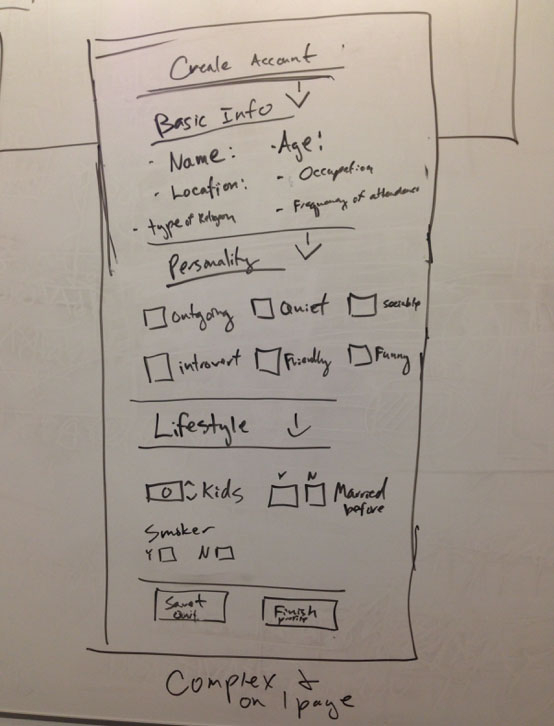 Create Account
Basic Info
- Name:
- Age:
- Location:
- Occupation
- type of Religion
- Frequency of attendence
Personality
outgoing
Quiet
sociable
introvert
Friendly
Funny
Lifestyle
0 Kids
Y N
Married before
Smoker
Y N
Save + Quit
Finish profile
Complex &
on 1 page